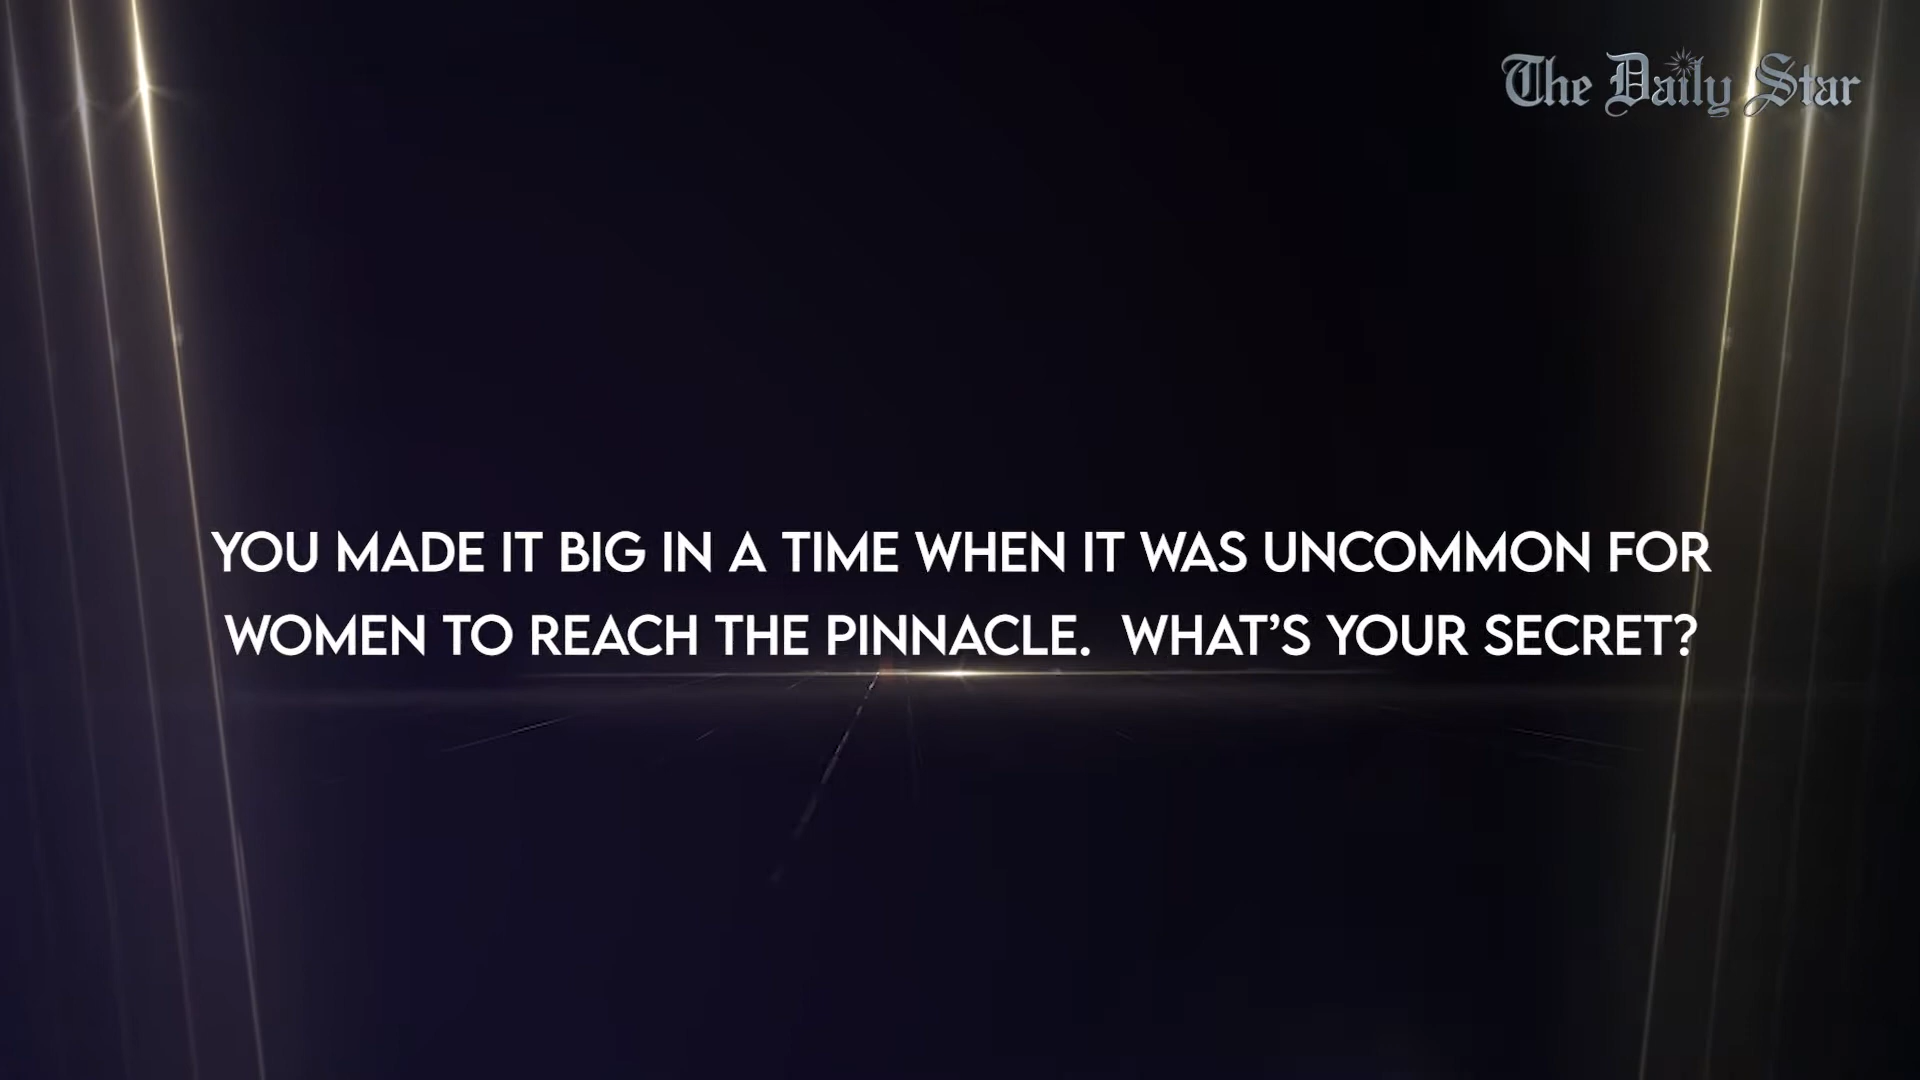 The Daily Star
YOU MADE IT BIG IN A TIME WHEN IT WAS UNCOMMON FOR
WOMEN TO REACH THE PINNACLE. WHAT’S YOUR SECRET?